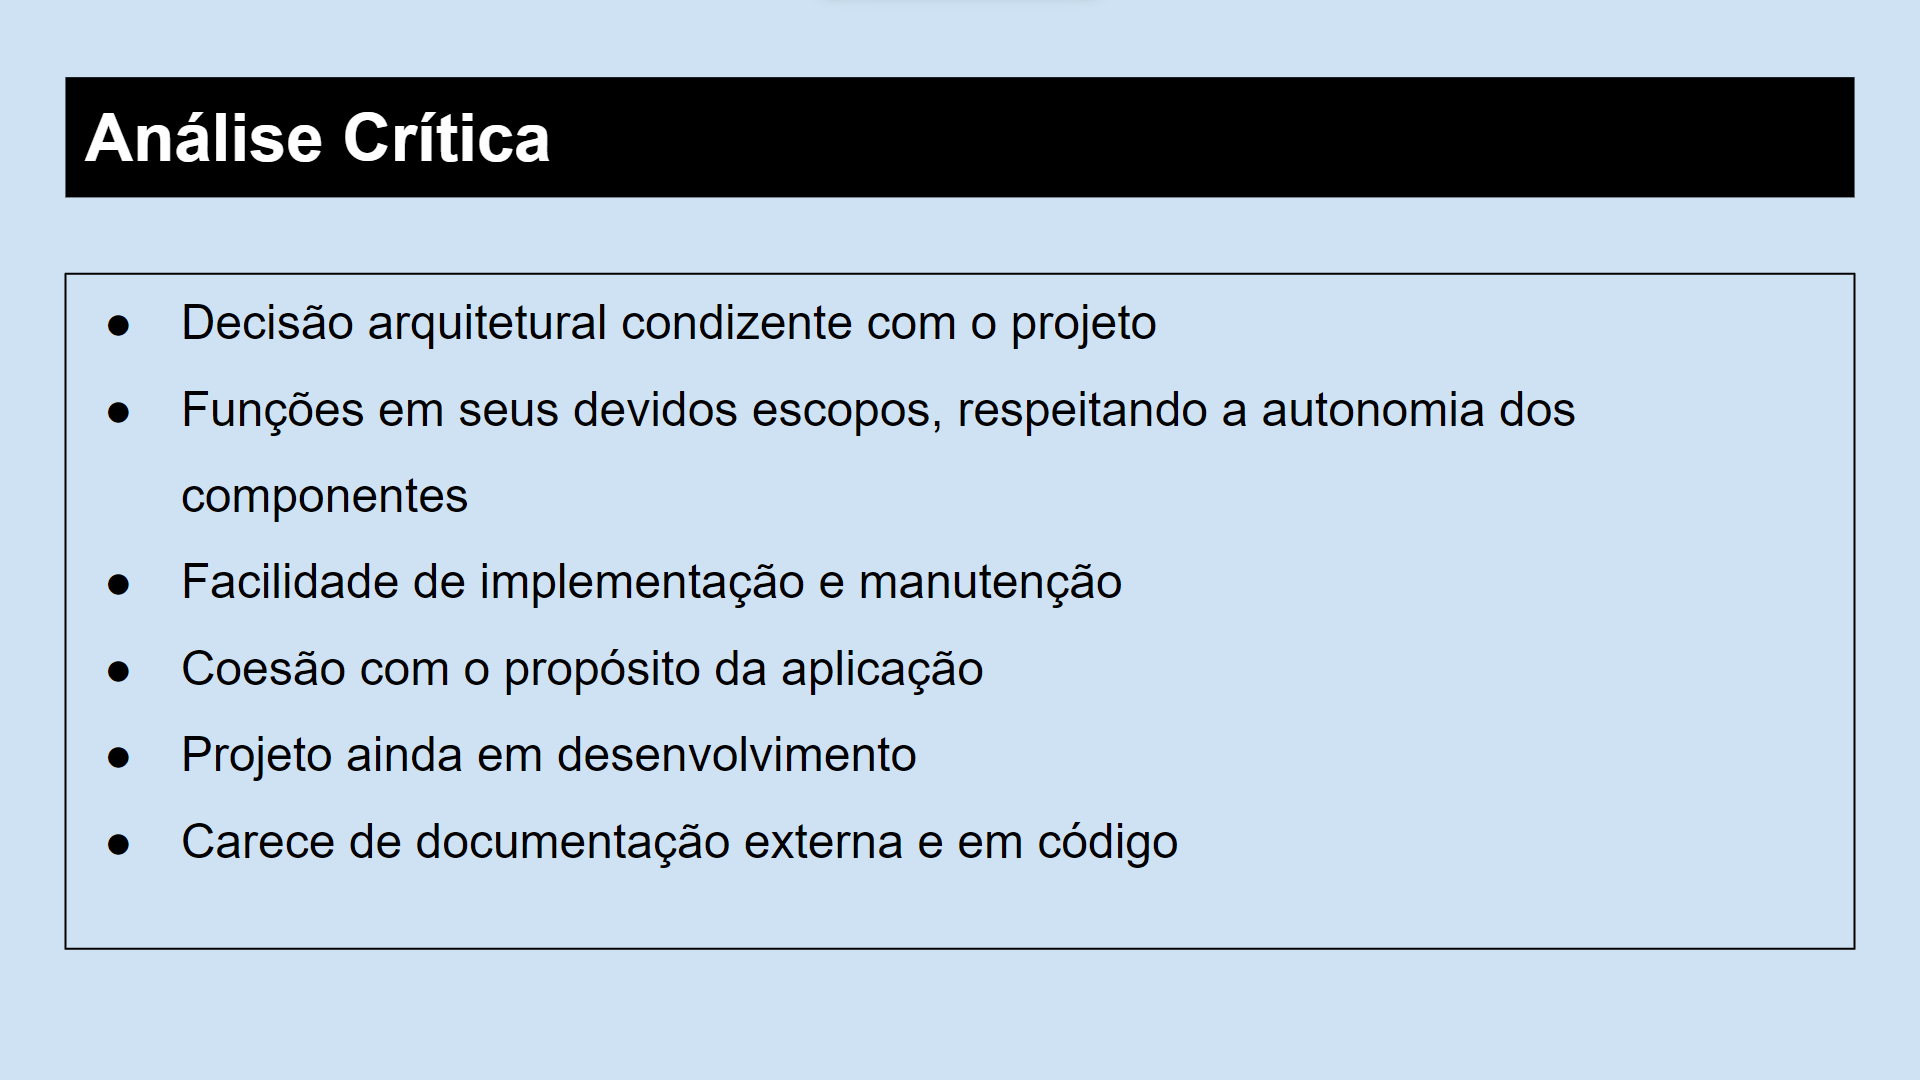 Análise Crítica
● Decisão arquitetural condizente com o projeto
● Funções em seus devidos escopos, respeitando a autonomia dos
componentes
● Facilidade de implementação e manutenção
● Coesão com o propósito da aplicação
● Projeto ainda em desenvolvimento
● Carece de documentação externa e em código